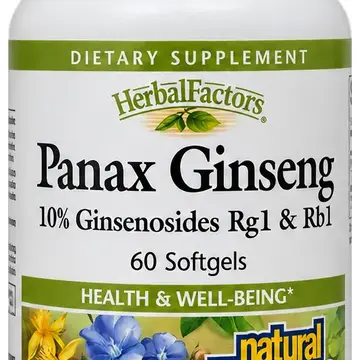 DIETARY SUPPLEMENT
HerbalFactors®
Panax Ginseng
10% Ginsenosides Rg1 & Rb1
60 Softgels
HEALTH & WELL-BEING*
natural